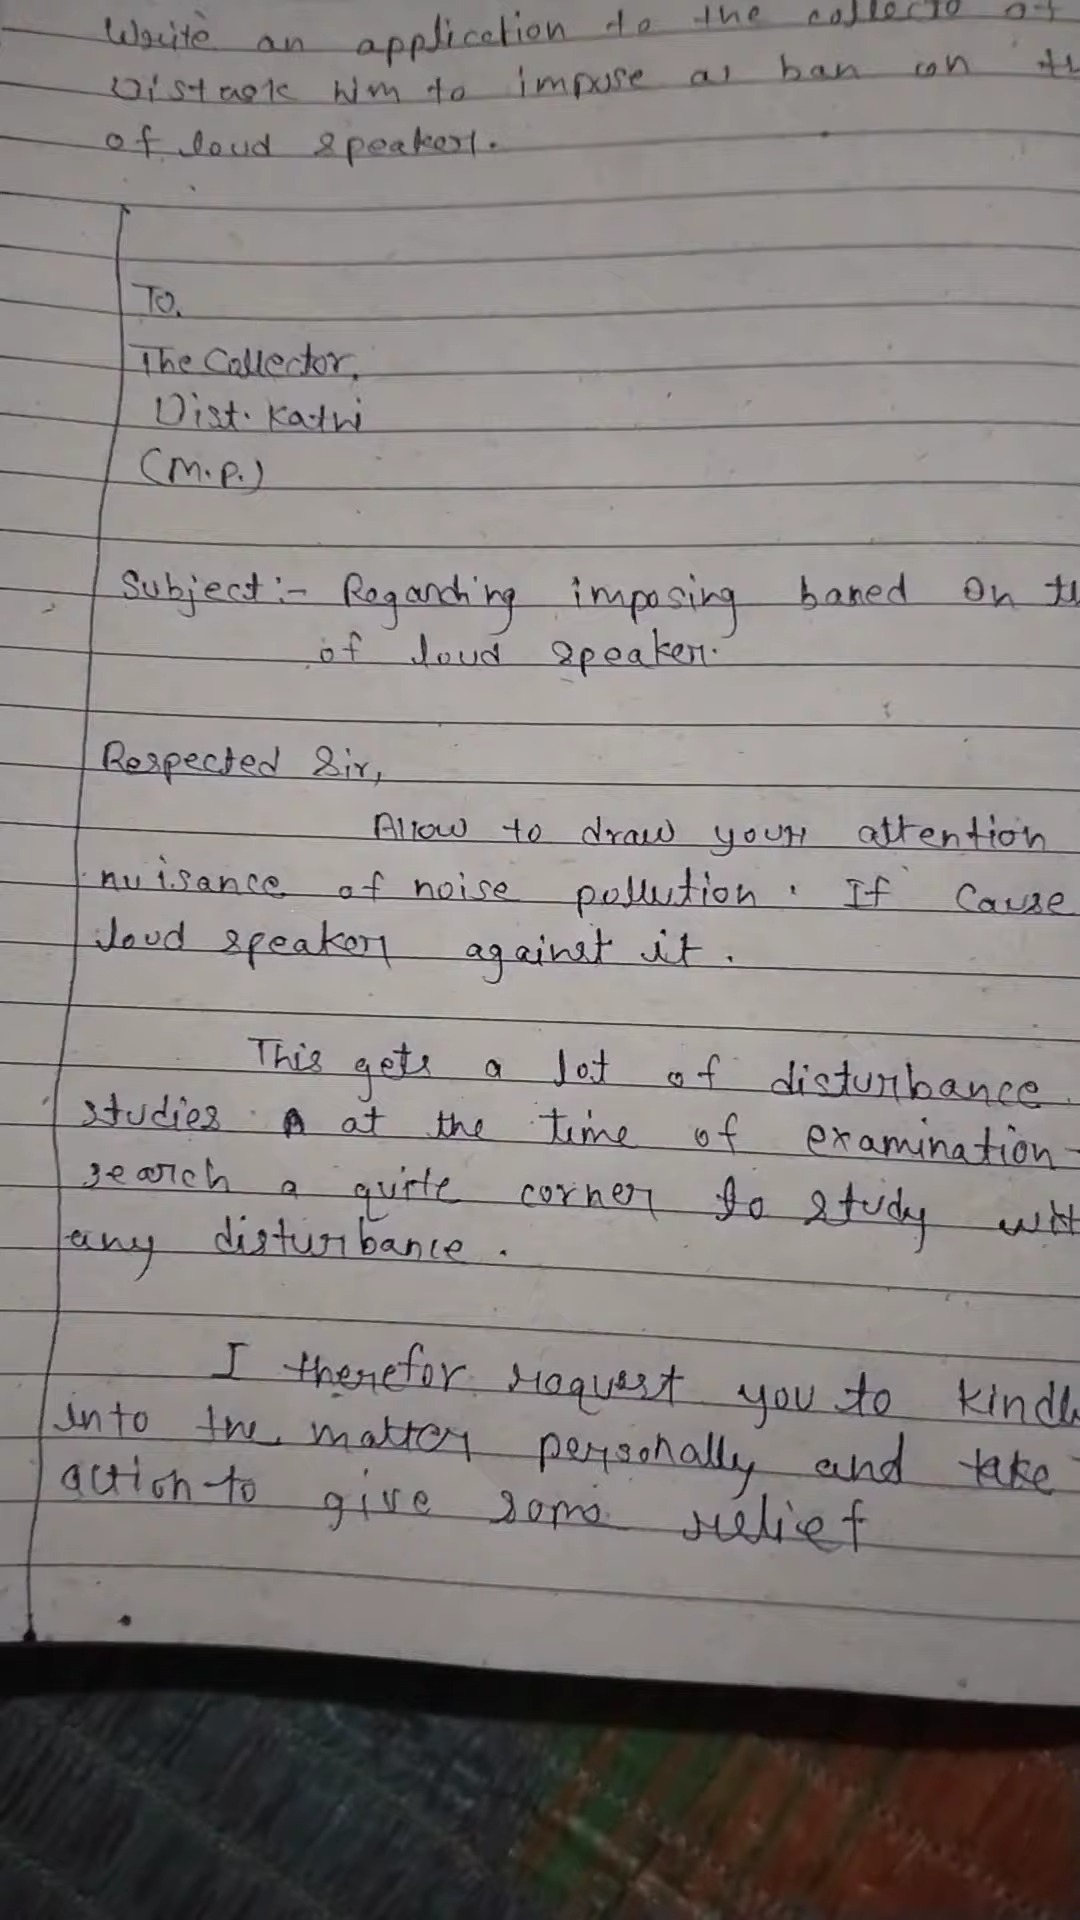 Write an application to the collecto of
Dist ask him to impose a ban on th
of loud speaker.
To,
The Collector,
Dist. Katni
(M.P.)
Subject:- Regarding imposing baned on th
of loud speaker.
Respected Sir,
Allow to draw your attention
nuisance of noise pollution. If cause
loud speaker against it.
This gets a lot of disturbance
studies at the time of examination
search a quite corner to study wit
any disturbance.
I therefor request you to kindl
into the matter personally and take
action to give some relief